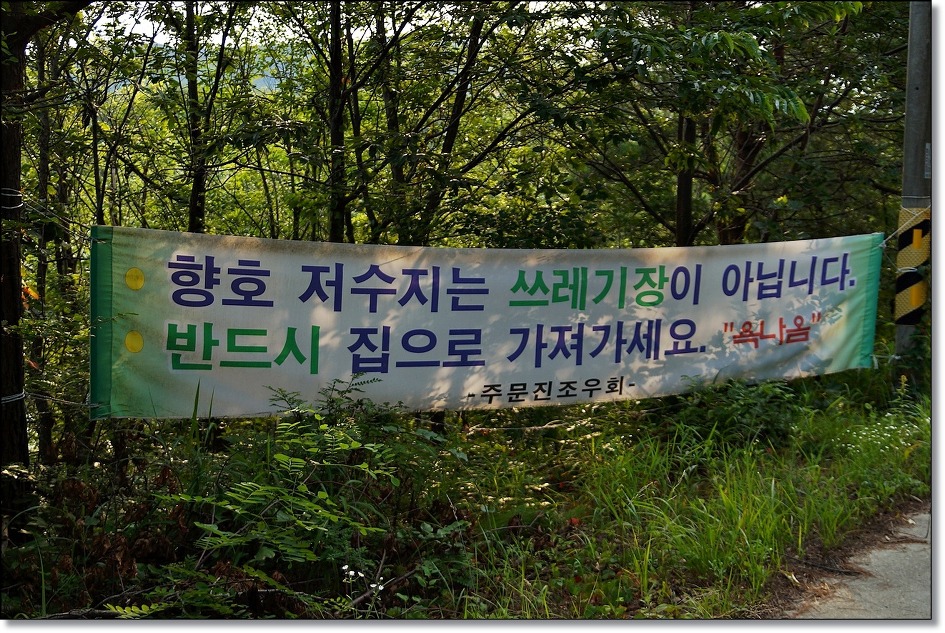 향호 저수지는 쓰레기장이 아닙니다.
반드시 집으로 가져가세요. "욕나옴"
-주문진조우회-